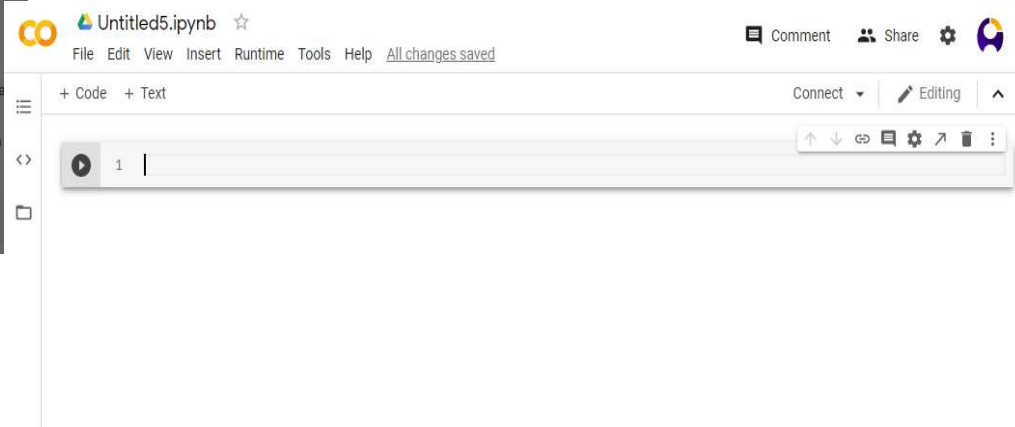 Untitled5.ipynb
Comment Share
File Edit View Insert Runtime Tools Help All changes saved
+ Code + Text
Connect Editing
1